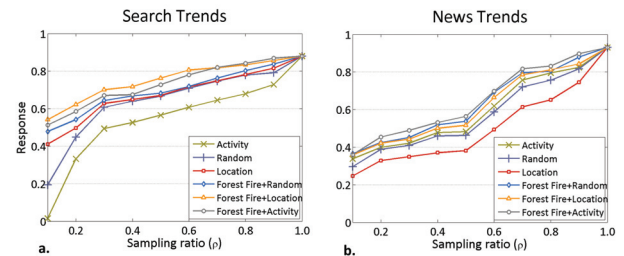 Search Trends
Response
1
0.8
0.6
0.4
0.2
0
0.2
0.4
0.6
0.8
1.0
Activity
Random
Location
Forest Fire+Random
Forest Fire+Location
Forest Fire+Activity
a.
Sampling ratio (ρ)
News Trends
1
0.8
0.6
0.4
0.2
0
0.2
0.4
0.6
0.8
1.0
Activity
Random
Location
Forest Fire+Random
Forest Fire+Location
Forest Fire+Activity
b.
Sampling ratio (ρ)